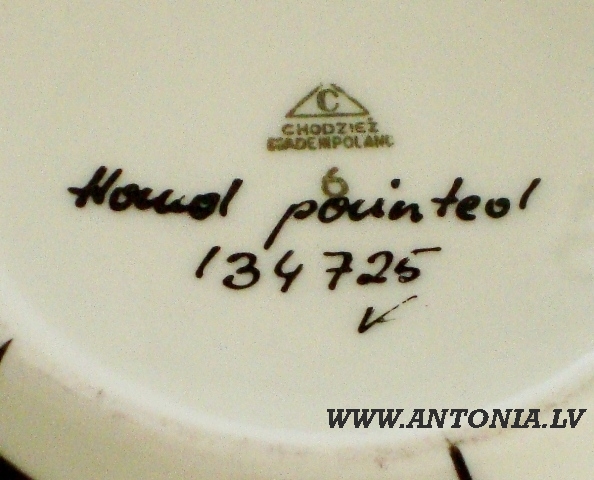 C
CHODZIEŻ
MADE IN POLAND
6
Hand painted
134725
WWW.ANTONIA.LV